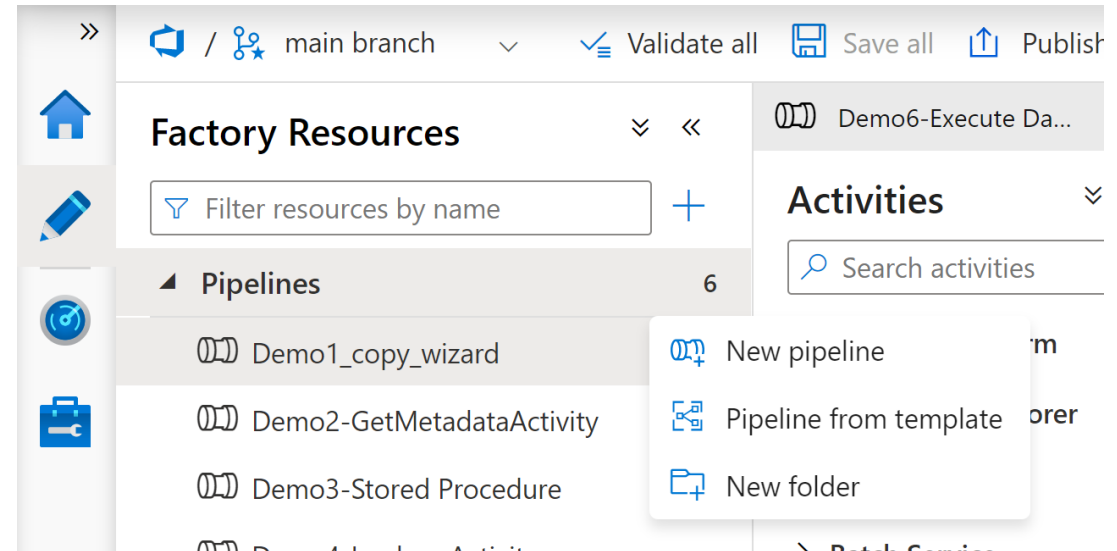 / main branch
Validate all
Save all
Publish
Factory Resources
Filter resources by name
Pipelines 6
Demo1_copy_wizard
Demo2-GetMetadataActivity
Demo3-Stored Procedure
New pipeline
Pipeline from template
New folder
Demo6-Execute Da...
Activities
Search activities
rm
orer